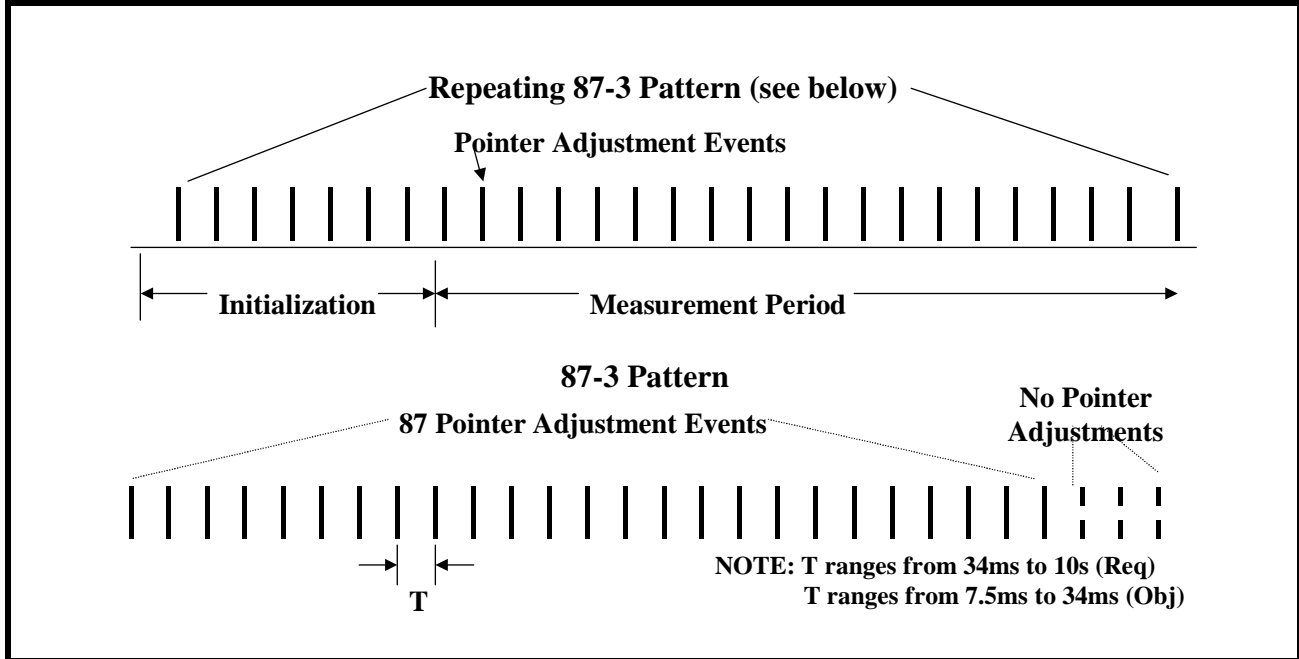 Repeating 87-3 Pattern (see below)
Pointer Adjustment Events
Initialization
Measurement Period
87-3 Pattern
87 Pointer Adjustment Events
No Pointer
Adjustments
T
NOTE: T ranges from 34ms to 10s (Req)
T ranges from 7.5ms to 34ms (Obj)